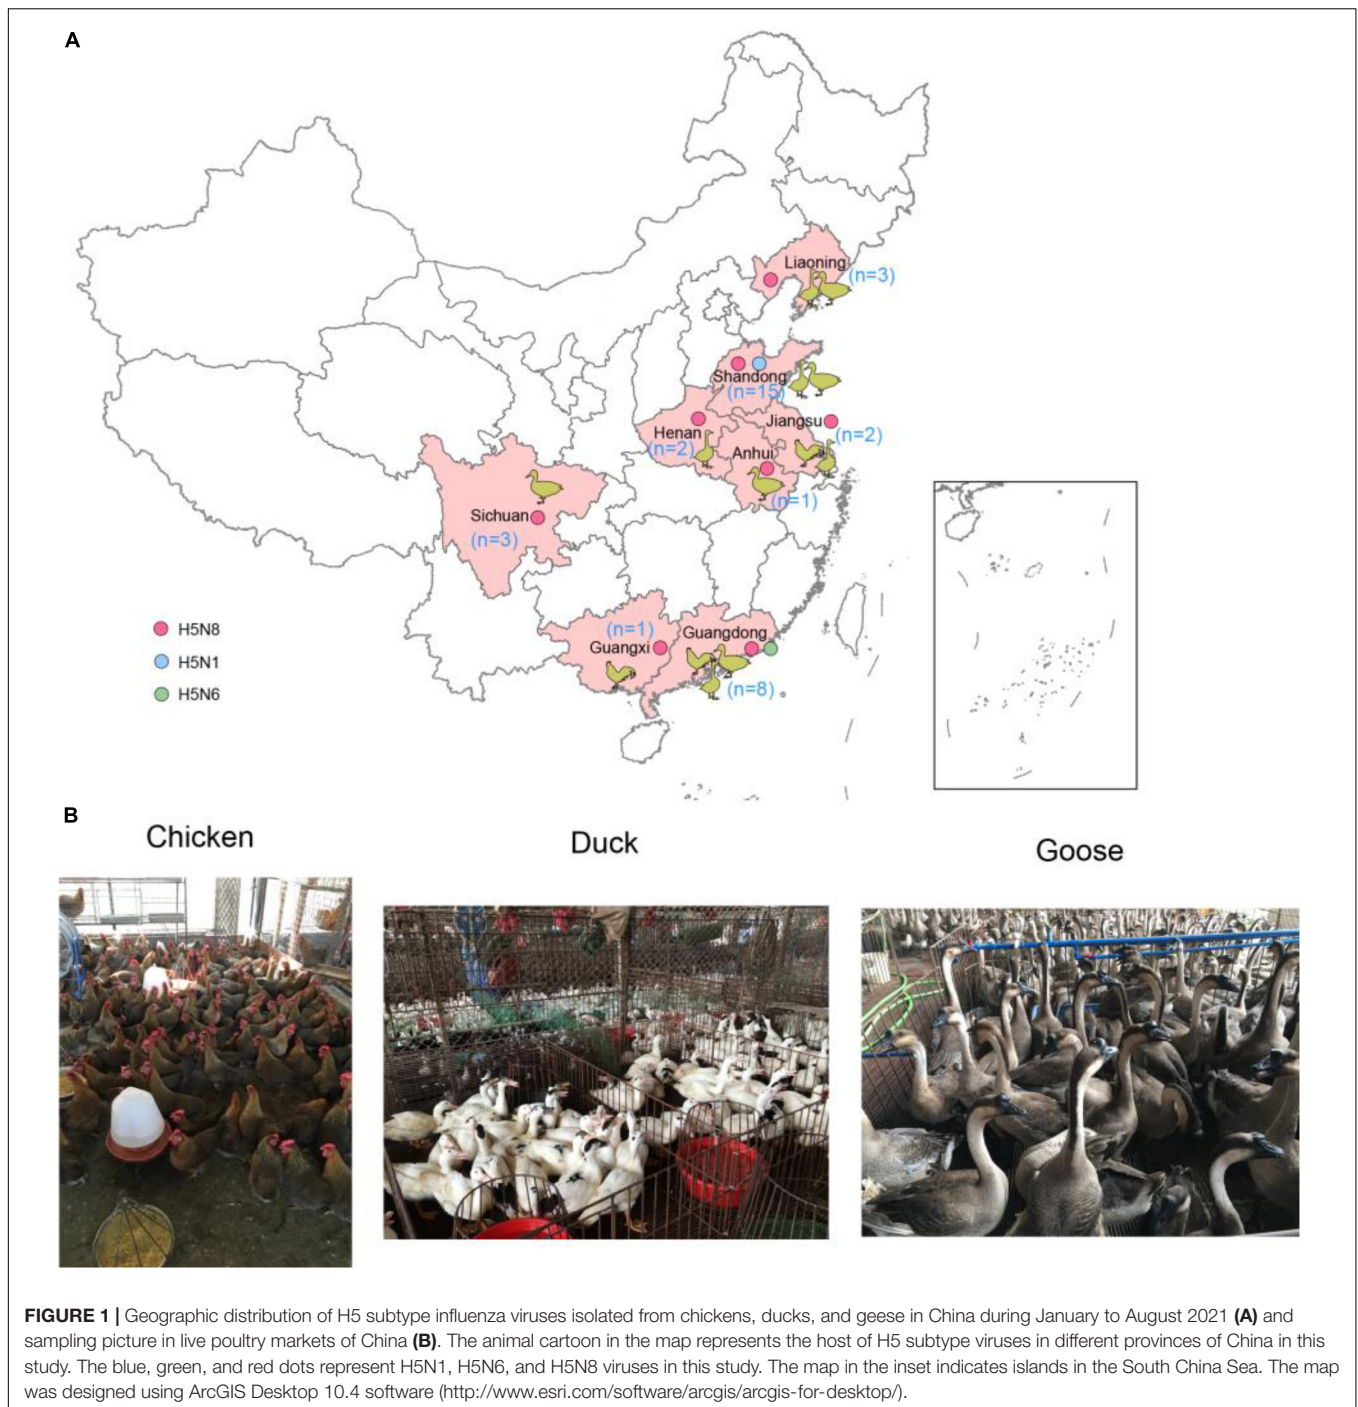 A
Liaoning
(n=3)
Shandong
(n=15)
Jiangsu
(n=2)
Henan
(n=2)
Anhui
(n=1)
Sichuan
(n=3)
(n=1)
Guangxi
Guangdong
(n=8)
H5N8
H5N1
H5N6
B
Chicken
Duck
Goose
FIGURE 1 | Geographic distribution of H5 subtype influenza viruses isolated from chickens, ducks, and geese in China during January to August 2021 (A) and
sampling picture in live poultry markets of China (B). The animal cartoon in the map represents the host of H5 subtype viruses in different provinces of China in this
study. The blue, green, and red dots represent H5N1, H5N6, and H5N8 viruses in this study. The map in the inset indicates islands in the South China Sea. The map
was designed using ArcGIS Desktop 10.4 software (http://www.esri.com/software/arcgis/arcgis-for-desktop/).